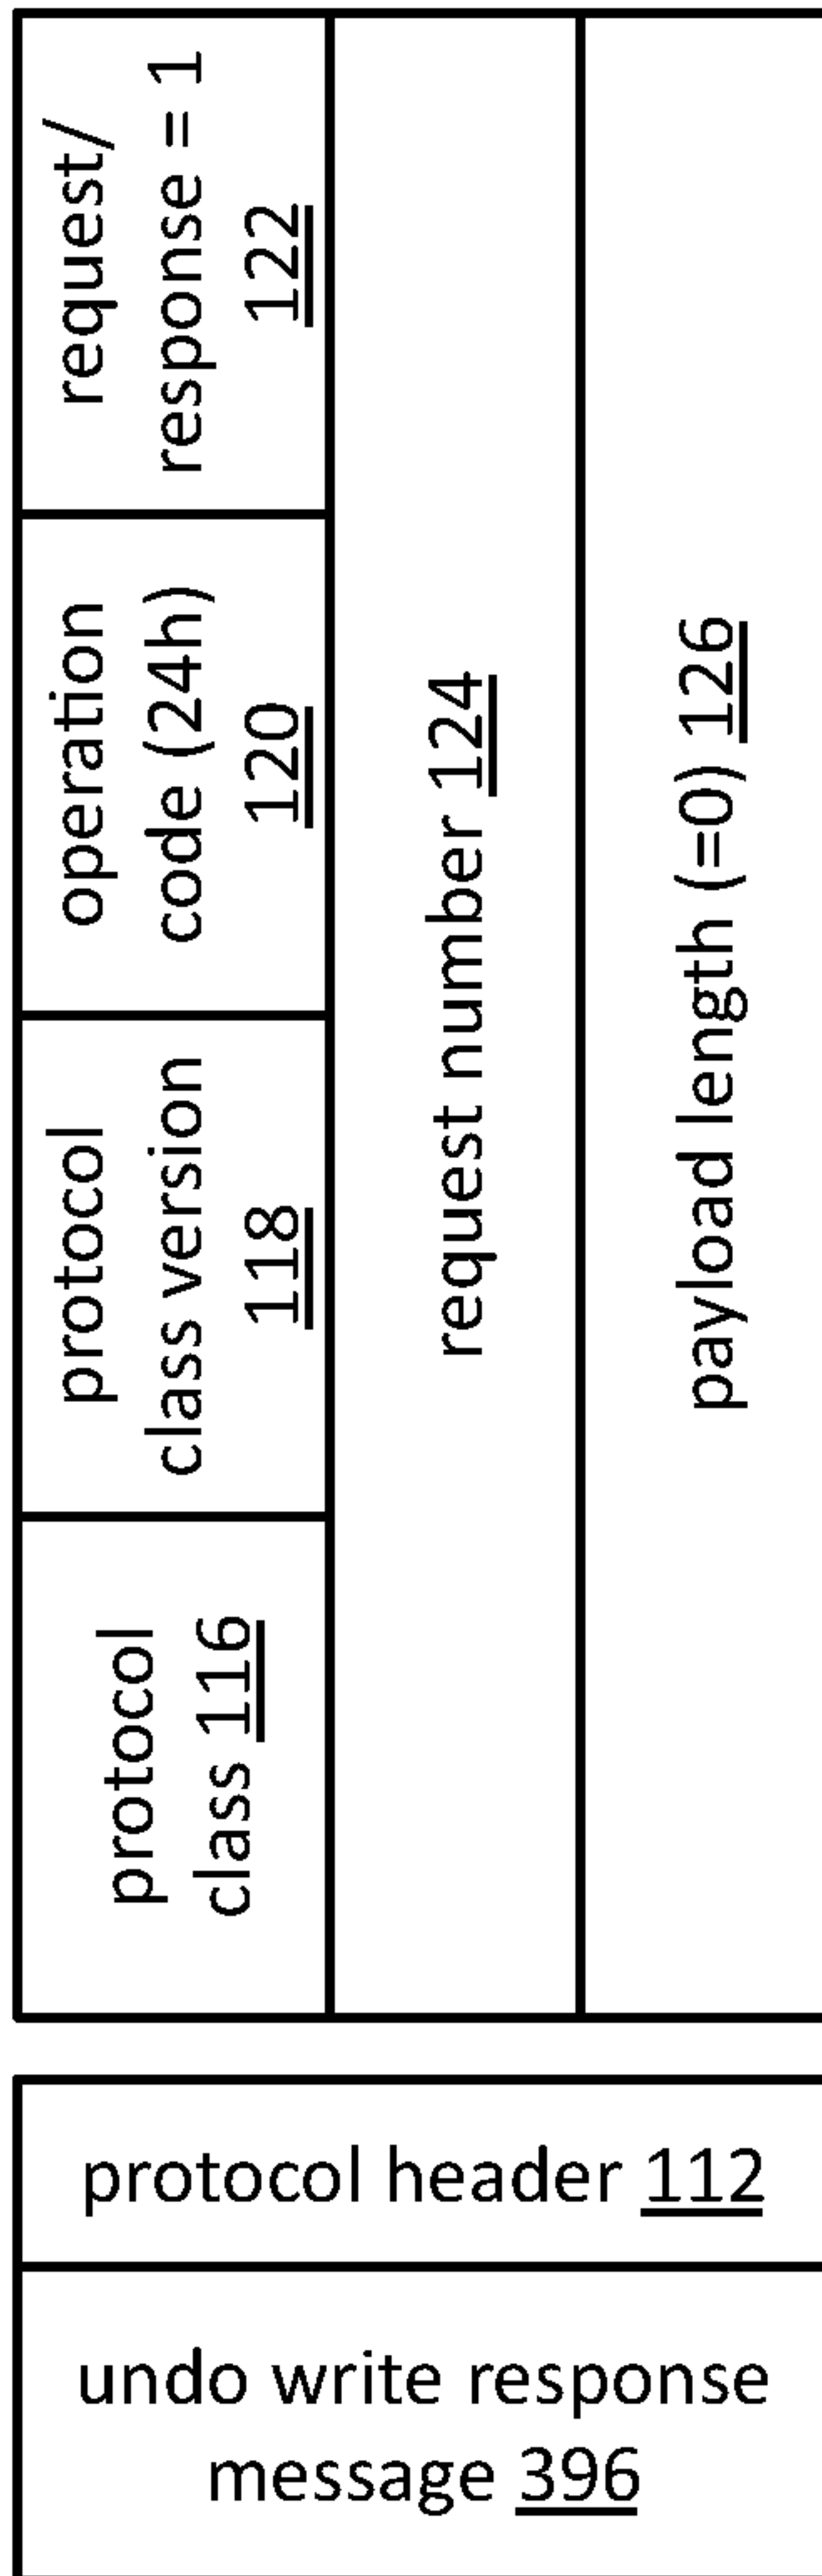 undo write response
message 396
protocol header 112
protocol
class 116
protocol
class version
118
operation
code (24h)
120
request/
response = 1
122
request number 124
payload length (=0) 126